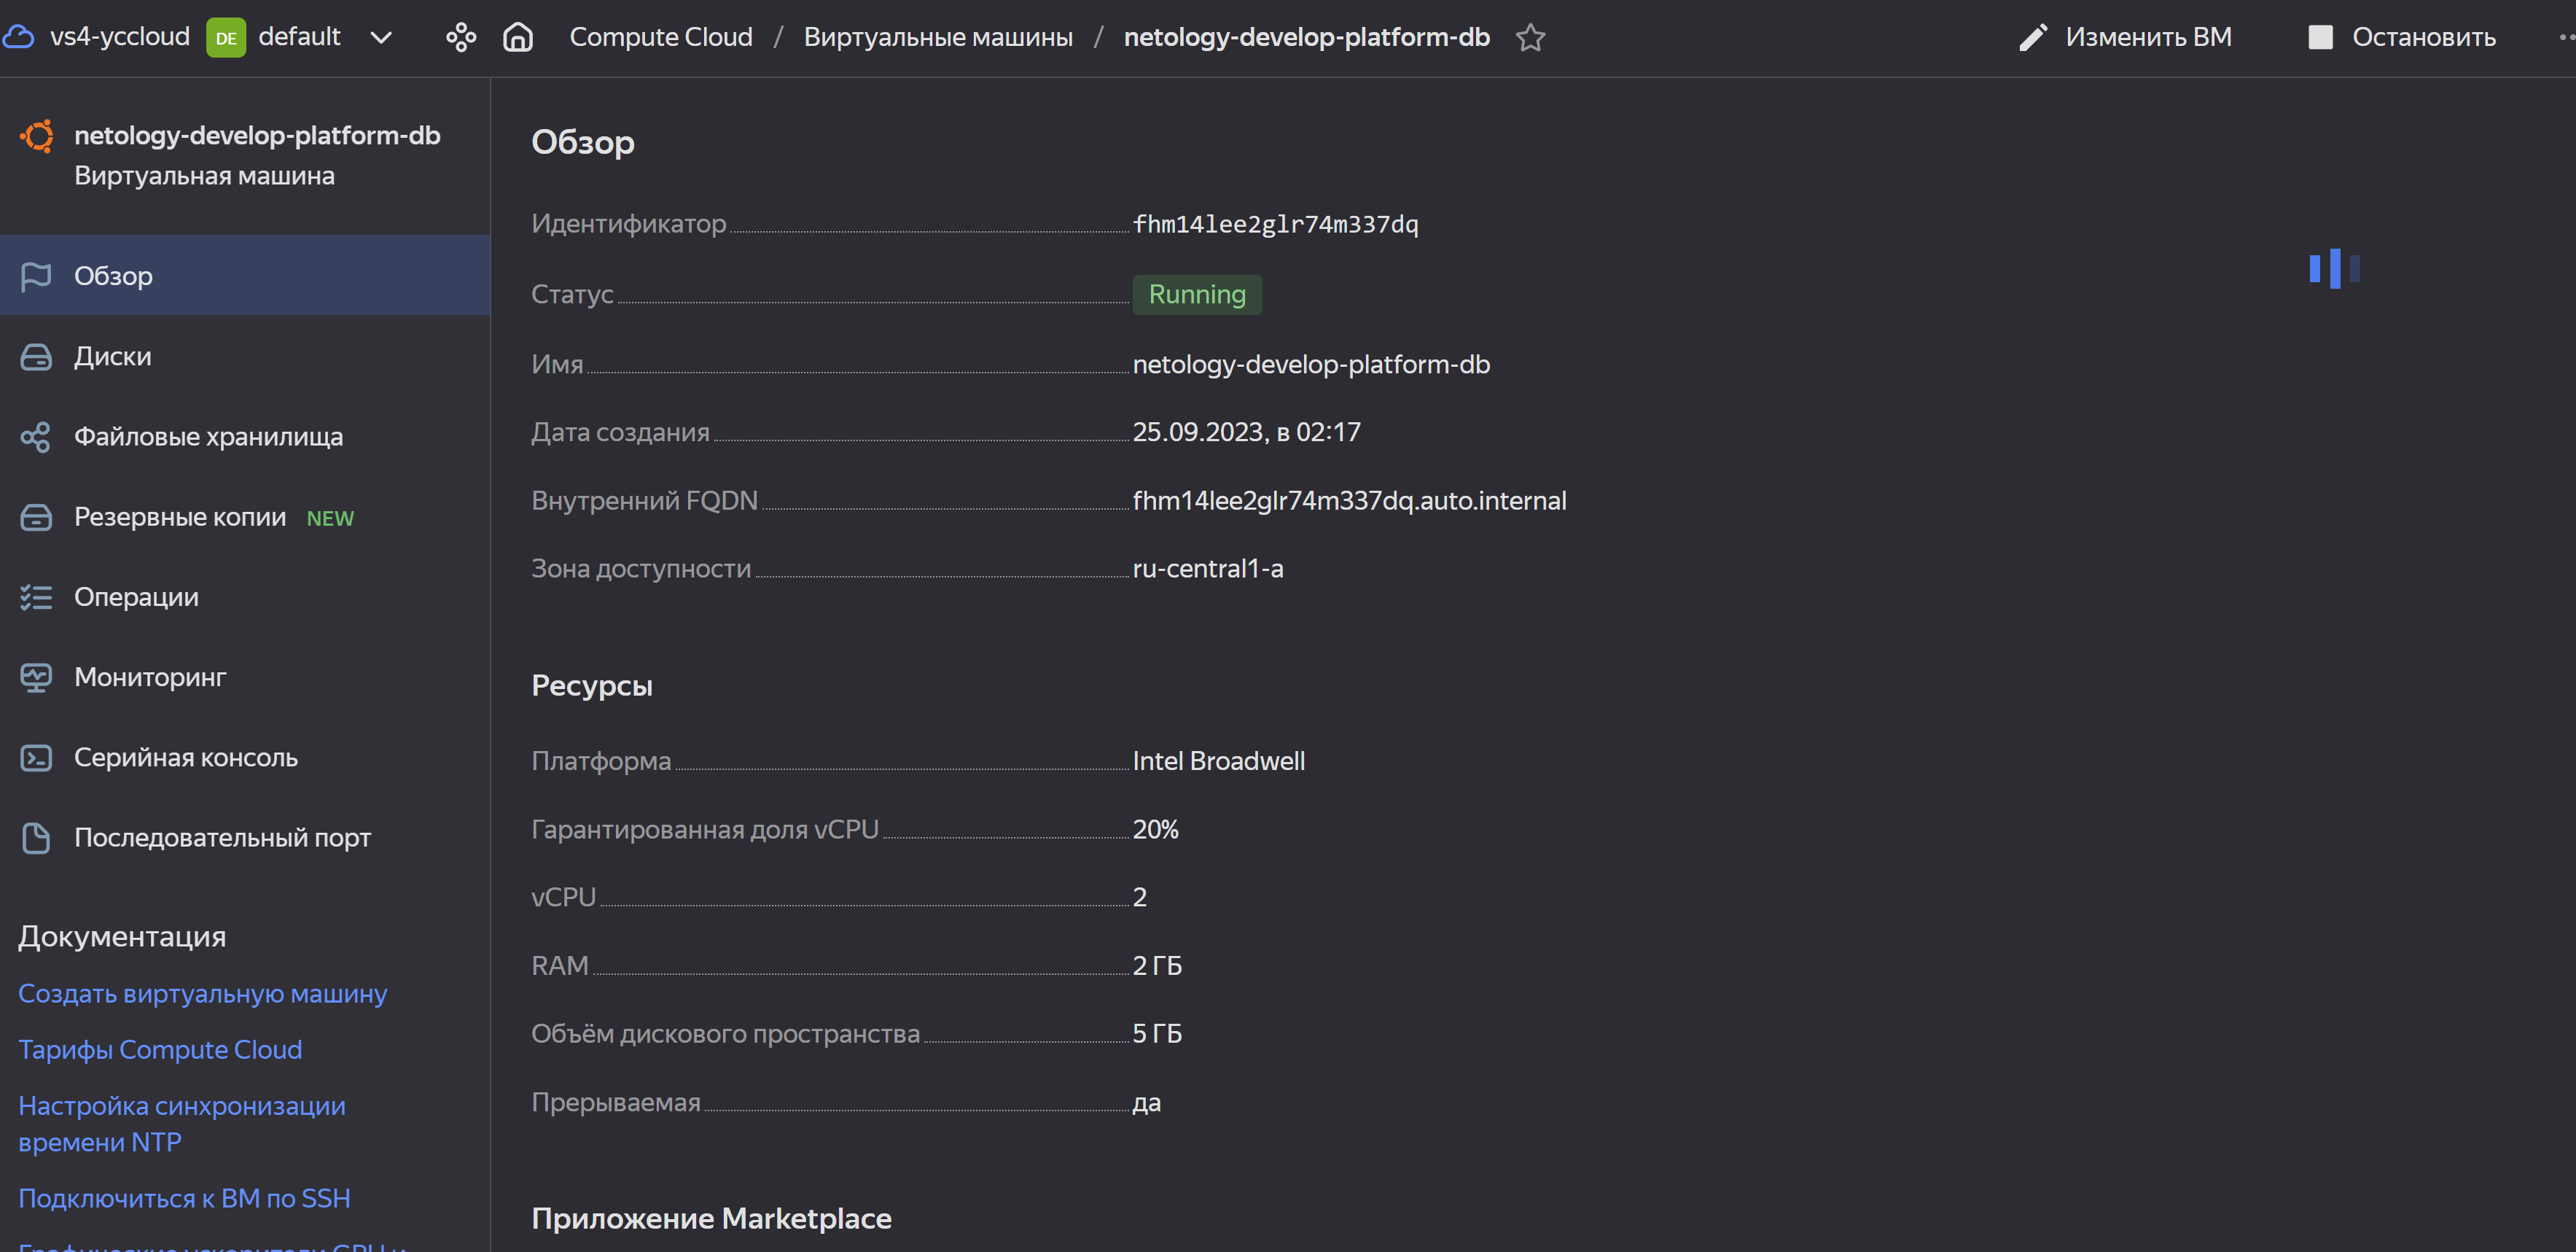 vs4-yccloud DE default Compute Cloud / Виртуальные машины / netology-develop-platform-db Изменить ВМ Остановить
netology-develop-platform-db
Виртуальная машина
Обзор
Диски
Файловые хранилища
Резервные копии NEW
Операции
Мониторинг
Серийная консоль
Последовательный порт
Документация
Создать виртуальную машину
Тарифы Compute Cloud
Настройка синхронизации
времени NTP
Подключиться к ВМ по SSH
Графические ускорители GPU и
Обзор
Идентификатор fhm14lee2glr74m337dq
Статус Running
Имя netology-develop-platform-db
Дата создания 25.09.2023, в 02:17
Внутренний FQDN fhm14lee2glr74m337dq.auto.internal
Зона доступности ru-central1-a
Ресурсы
Платформа Intel Broadwell
Гарантированная доля vCPU 20%
vCPU 2
RAM 2 ГБ
Объём дискового пространства 5 ГБ
Прерываемая да
Приложение Marketplace